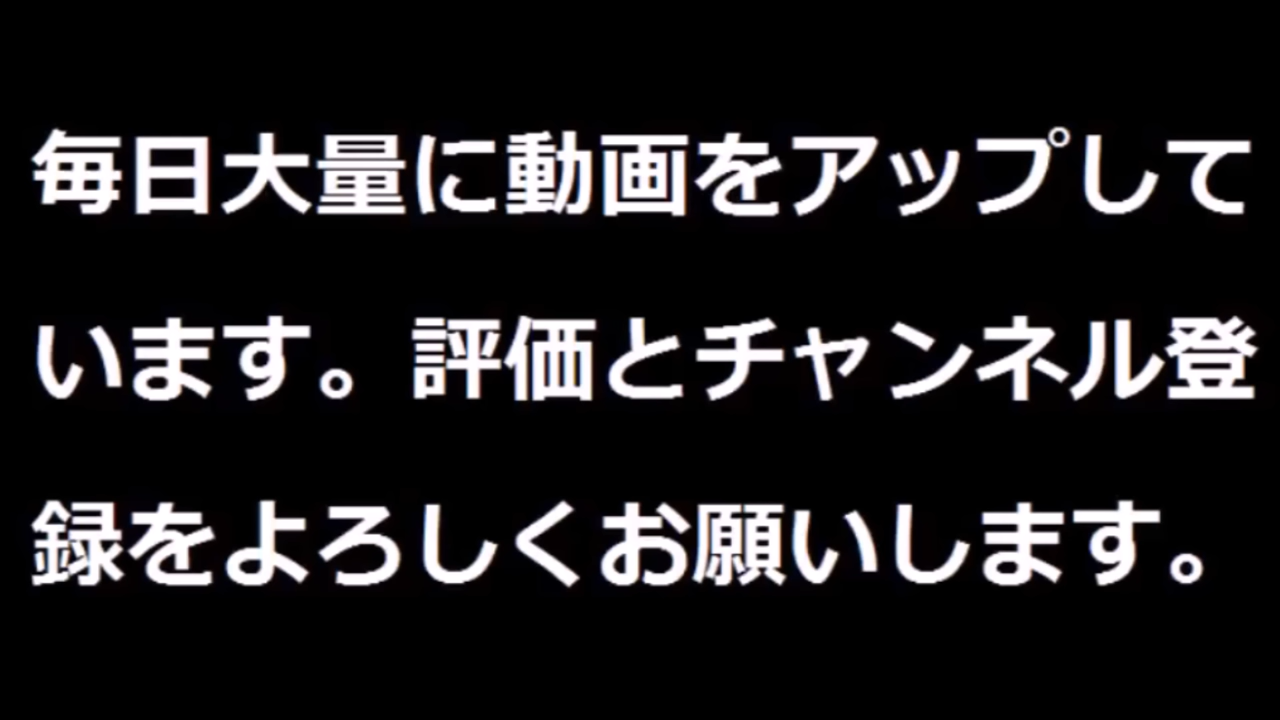 毎日大量に動画をアップして
います。評価とチャンネル登
録をよろしくお願いします。